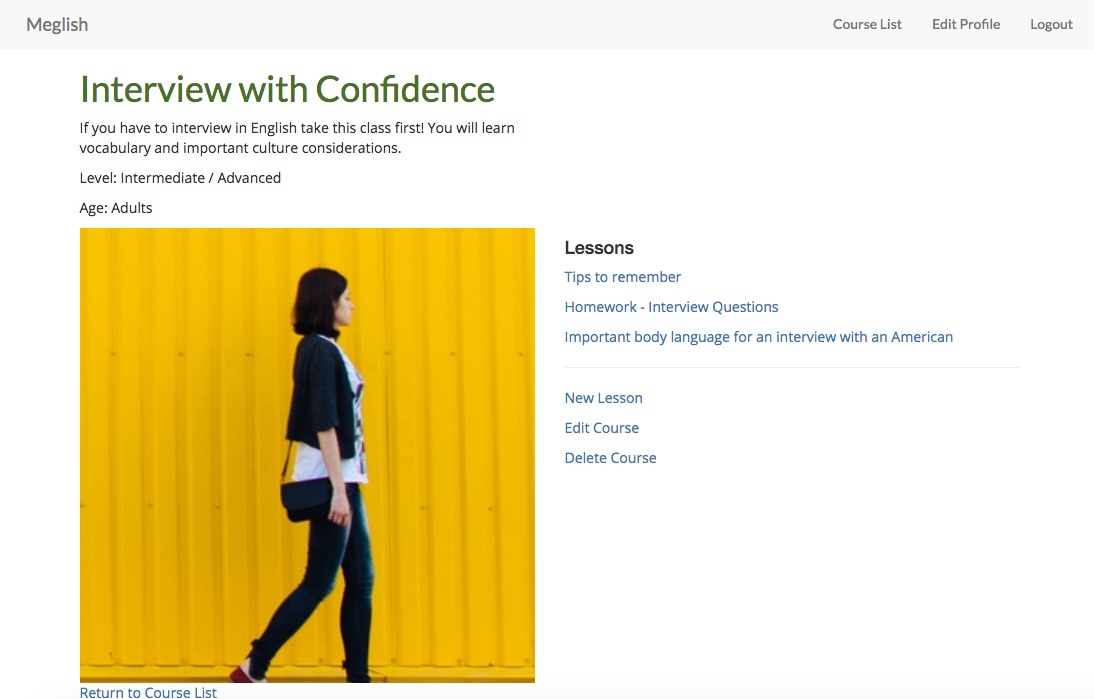 Meglish
Course List
Edit Profile
Logout
Interview with Confidence
If you have to interview in English take this class first! You will learn
vocabulary and important culture considerations.
Level: Intermediate / Advanced
Age: Adults
Lessons
Tips to remember
Homework - Interview Questions
Important body language for an interview with an American
New Lesson
Edit Course
Delete Course
Return to Course List